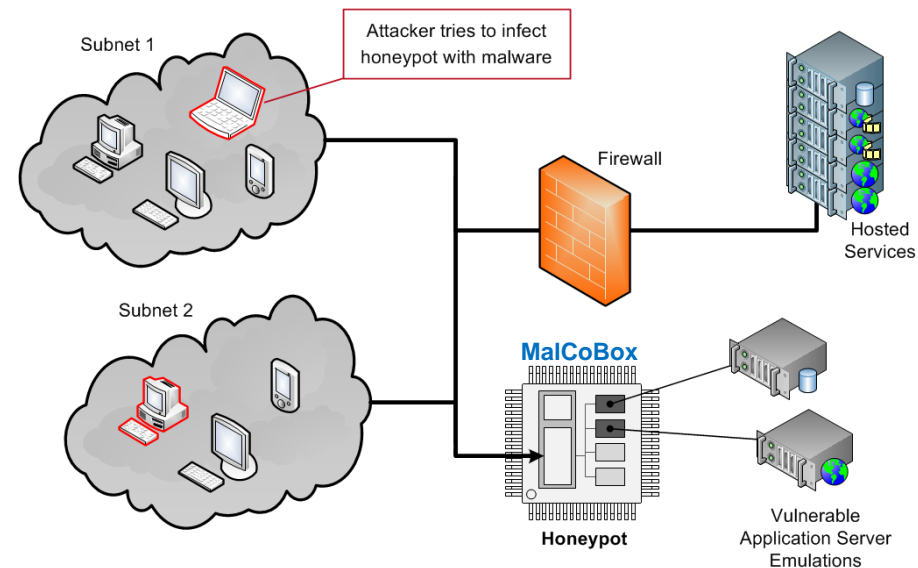 Subnet 1
Attacker tries to infect
honeypot with malware
Firewall
Hosted
Services
Subnet 2
MalCoBox
Honeypot
Vulnerable
Application Server
Emulations